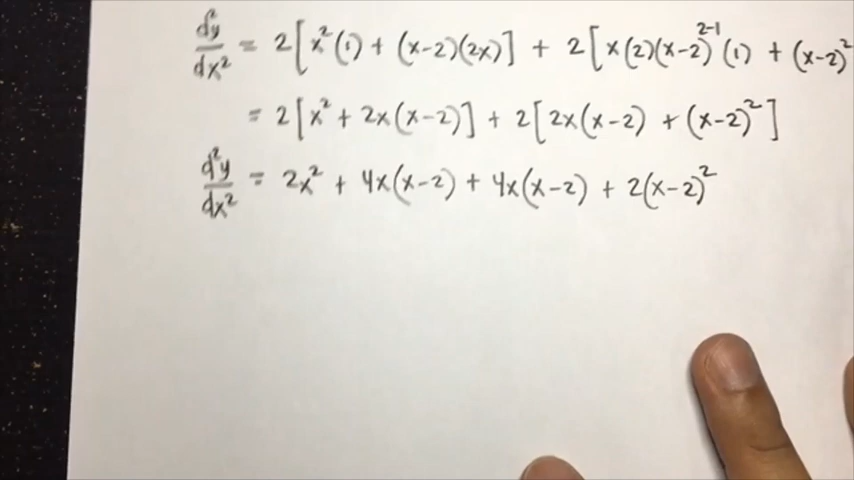 d²y/dx² = 2[x²(1) + (x-2)(2x)] + 2[x(2)(x-2)²⁻¹(1) + (x-2)²
= 2[x² + 2x(x-2)] + 2[2x(x-2) + (x-2)²]
d²y/dx² = 2x² + 4x(x-2) + 4x(x-2) + 2(x-2)²